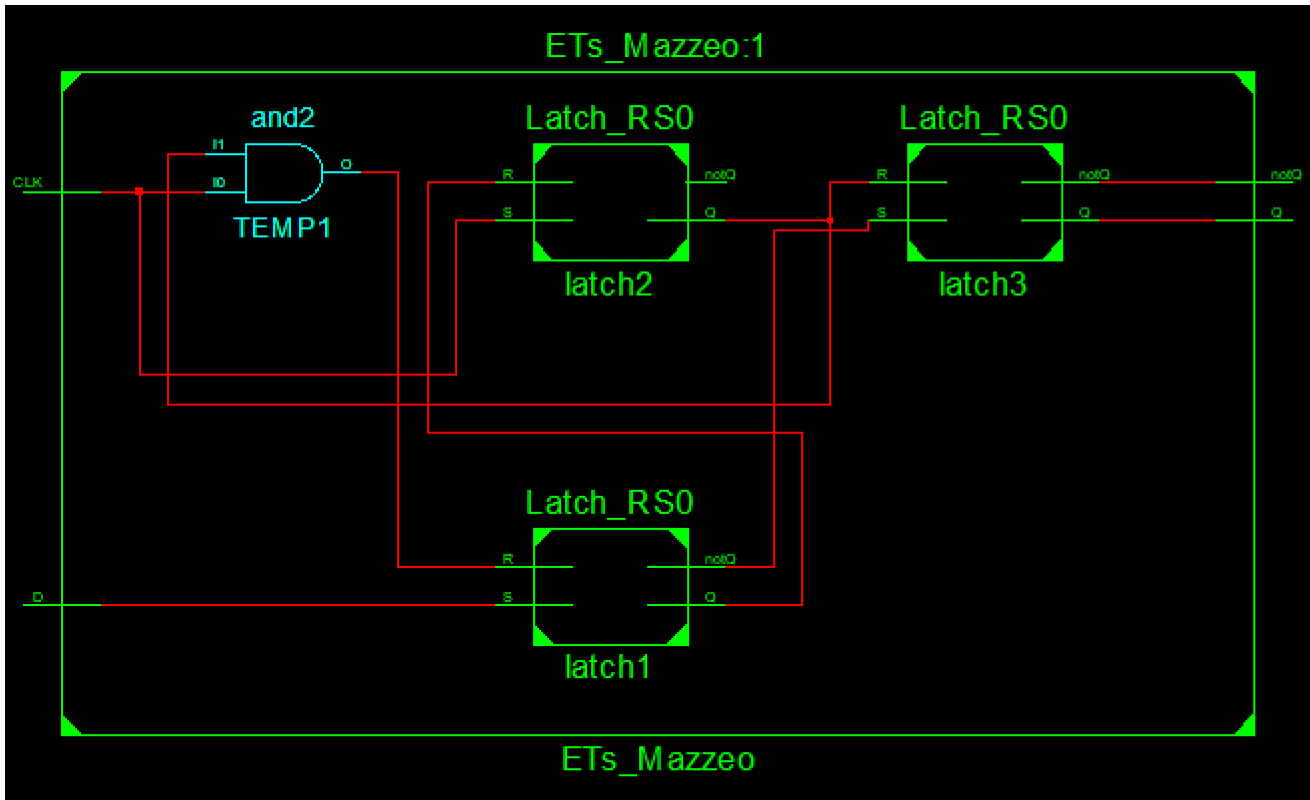 ETs_Mazzeo:1
and2
Latch_RS0
Latch_RS0
I1
O
CLK
I0
R
notQ
R
notQ
notQ
S
Q
S
Q
Q
TEMP1
latch2
latch3
Latch_RS0
R
notQ
D
S
Q
latch1
ETs_Mazzeo